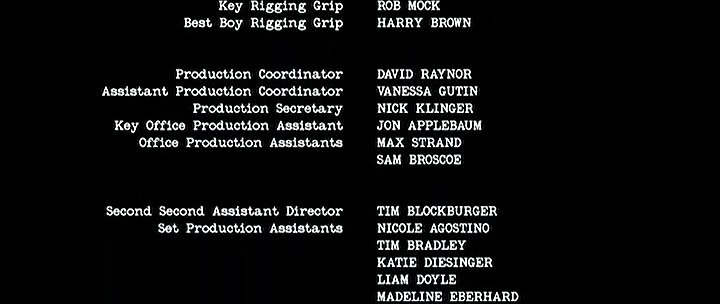 Key Rigging Grip ROB MOCK
Best Boy Rigging Grip HARRY BROWN
Production Coordinator DAVID RAYNOR
Assistant Production Coordinator VANESSA GUTIN
Production Secretary NICK KLINGER
Key Office Production Assistant JON APPLEBAUM
Office Production Assistants MAX STRAND
SAM BROSCOE
Second Second Assistant Director TIM BLOCKBURGER
Set Production Assistants NICOLE AGOSTINO
TIM BRADLEY
KATIE DIESINGER
LIAM DOYLE
MADELINE EBERHARD